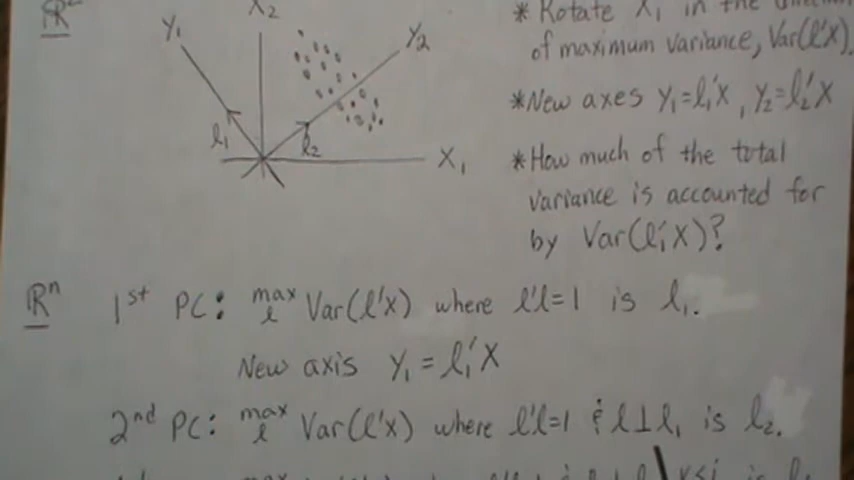 ℝ²
X₂
Y₁
Y₂
l₁
l₂
X₁
* Rotate X₁ in the direction
of maximum variance, Var(l'X).
*New axes Y₁=l₁'X, Y₂=l₂'X
*How much of the total
variance is accounted for
by Var(l₁'X)?
ℝⁿ 1st PC: max l Var(l'X) where l'l=1 is l₁.
New axis Y₁ = l₁'X
2nd PC: max l Var(l'X) where l'l=1 & l⊥l₁ is l₂.